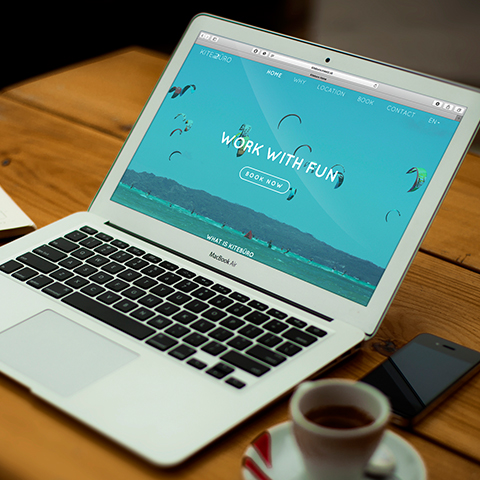 KITEBÜRO
HOME WHY LOCATION BOOK CONTACT EN
WORK WITH FUN
BOOK NOW
WHAT IS KITEBÜRO
MacBook Air